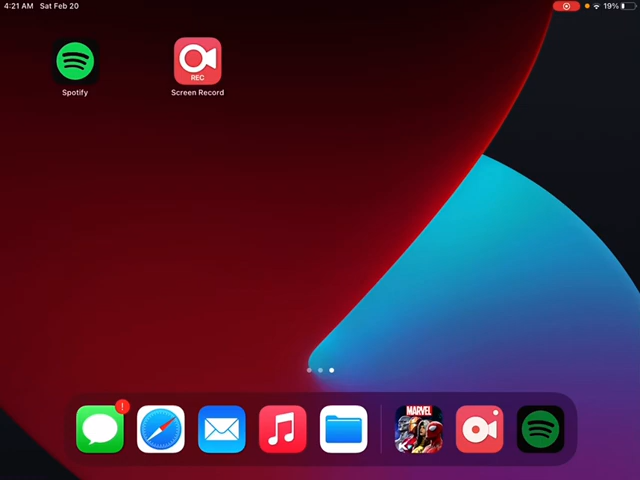 4:21 AM Sat Feb 20
19%
Spotify
REC
Screen Record
!
MARVEL